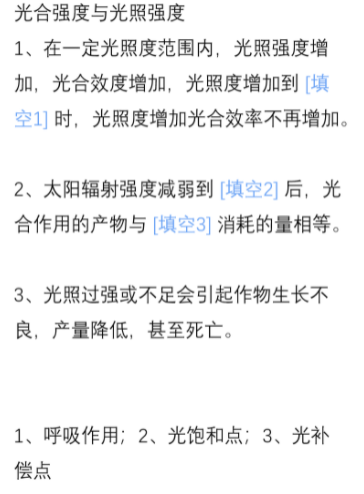 光合强度与光照强度
1、在一定光照度范围内，光照强度增
加，光合效度增加，光照度增加到 [填
空1] 时，光照度增加光合效率不再增加。
2、太阳辐射强度减弱到 [填空2] 后，光
合作用的产物与 [填空3] 消耗的量相等。
3、光照过强或不足会引起作物生长不
良，产量降低，甚至死亡。
1、呼吸作用；2、光饱和点；3、光补
偿点